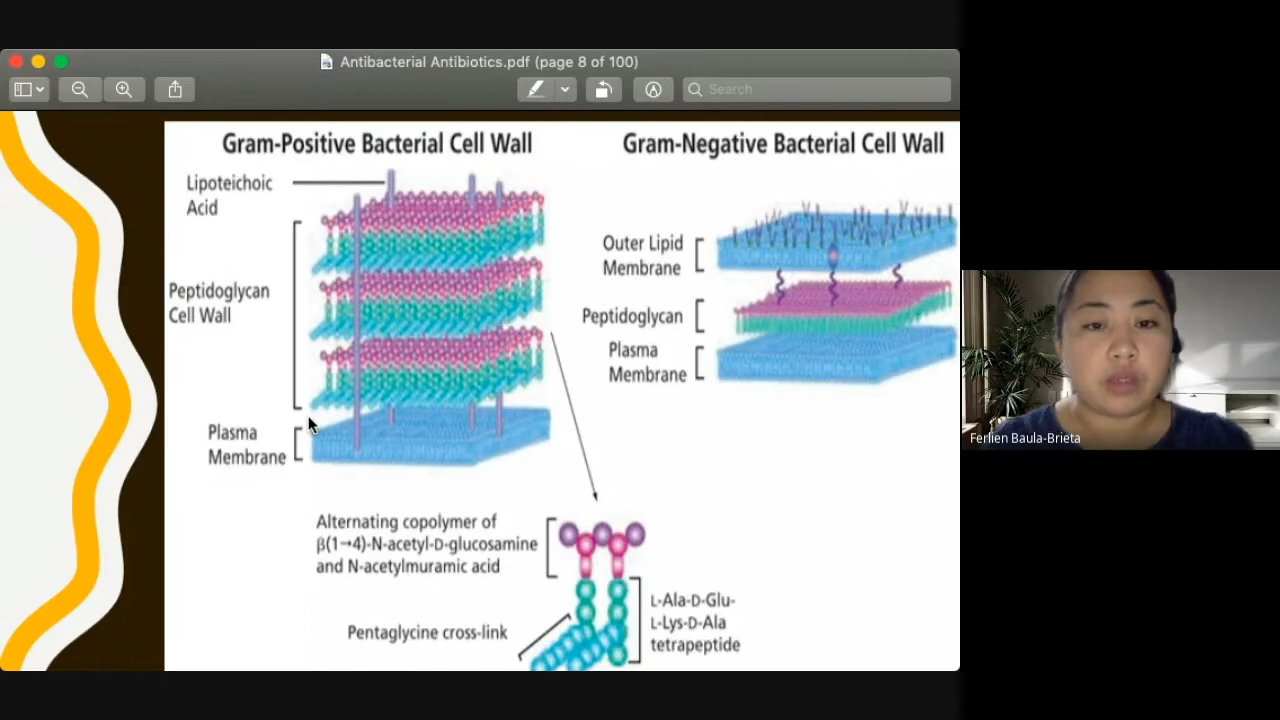 Antibacterial Antibiotics.pdf (page 8 of 100)
Search
Gram-Positive Bacterial Cell Wall
Lipoteichoic
Acid
Peptidoglycan
Cell Wall
Plasma
Membrane
Gram-Negative Bacterial Cell Wall
Outer Lipid
Membrane
Peptidoglycan
Plasma
Membrane
Alternating copolymer of
β(1→4)-N-acetyl-D-glucosamine
and N-acetylmuramic acid
Pentaglycine cross-link
L-Ala-D-Glu-
L-Lys-D-Ala
tetrapeptide
Ferlien Baula-Brieta